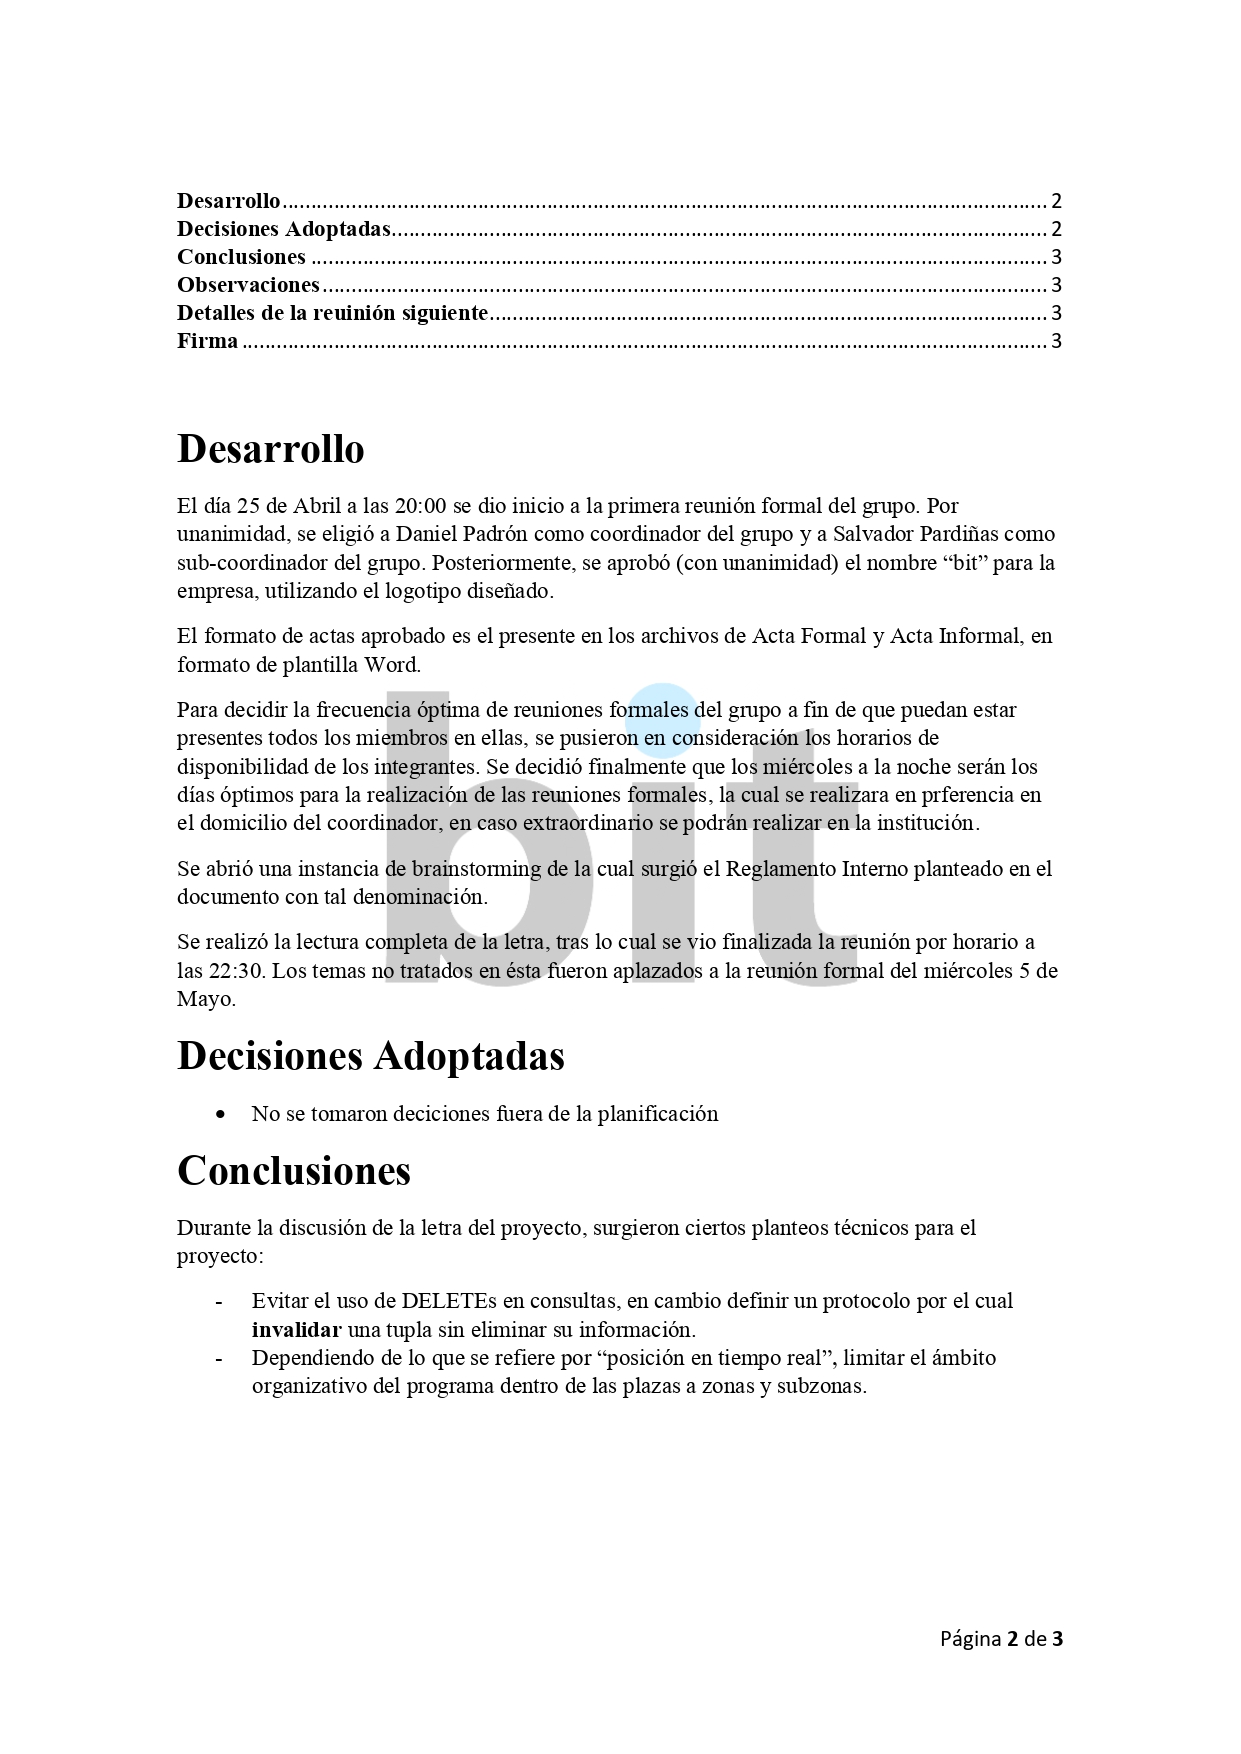 Desarrollo 2
Decisiones Adoptadas 2
Conclusiones 3
Observaciones 3
Detalles de la reuinión siguiente 3
Firma 3
Desarrollo
El día 25 de Abril a las 20:00 se dio inicio a la primera reunión formal del grupo. Por
unanimidad, se eligió a Daniel Padrón como coordinador del grupo y a Salvador Pardiñas como
sub-coordinador del grupo. Posteriormente, se aprobó (con unanimidad) el nombre “bit” para la
empresa, utilizando el logotipo diseñado.
El formato de actas aprobado es el presente en los archivos de Acta Formal y Acta Informal, en
formato de plantilla Word.
Para decidir la frecuencia óptima de reuniones formales del grupo a fin de que puedan estar
presentes todos los miembros en ellas, se pusieron en consideración los horarios de
disponibilidad de los integrantes. Se decidió finalmente que los miércoles a la noche serán los
días óptimos para la realización de las reuniones formales, la cual se realizara en prferencia en
el domicilio del coordinador, en caso extraordinario se podrán realizar en la institución.
Se abrió una instancia de brainstorming de la cual surgió el Reglamento Interno planteado en el
documento con tal denominación.
Se realizó la lectura completa de la letra, tras lo cual se vio finalizada la reunión por horario a
las 22:30. Los temas no tratados en ésta fueron aplazados a la reunión formal del miércoles 5 de
Mayo.
bit
Decisiones Adoptadas
• No se tomaron deciciones fuera de la planificación
Conclusiones
Durante la discusión de la letra del proyecto, surgieron ciertos planteos técnicos para el
proyecto:
- Evitar el uso de DELETEs en consultas, en cambio definir un protocolo por el cual
invalidar una tupla sin eliminar su información.
- Dependiendo de lo que se refiere por “posición en tiempo real”, limitar el ámbito
organizativo del programa dentro de las plazas a zonas y subzonas.
Página 2 de 3